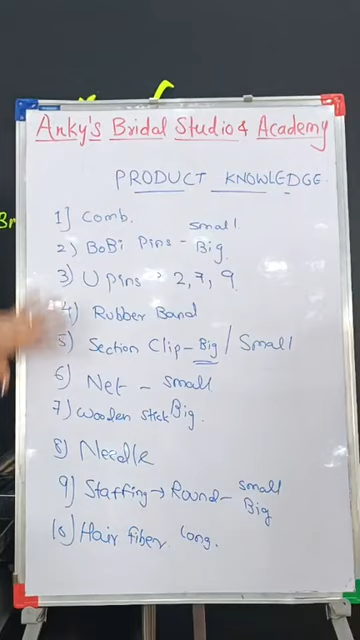 Br
Anky's Bridal Studio & Academy
PRODUCT KNOWLEDGE.
1] Comb.
2) BoBi Pins - small Big
3) U pins > 2, 7, 9
4) Rubber Band
5) Section Clip - Big / Small
6) Net - small
7) wooden stick Big.
8) Needle
9) Staffing → Round - small
Big
10) Hair fiber long.